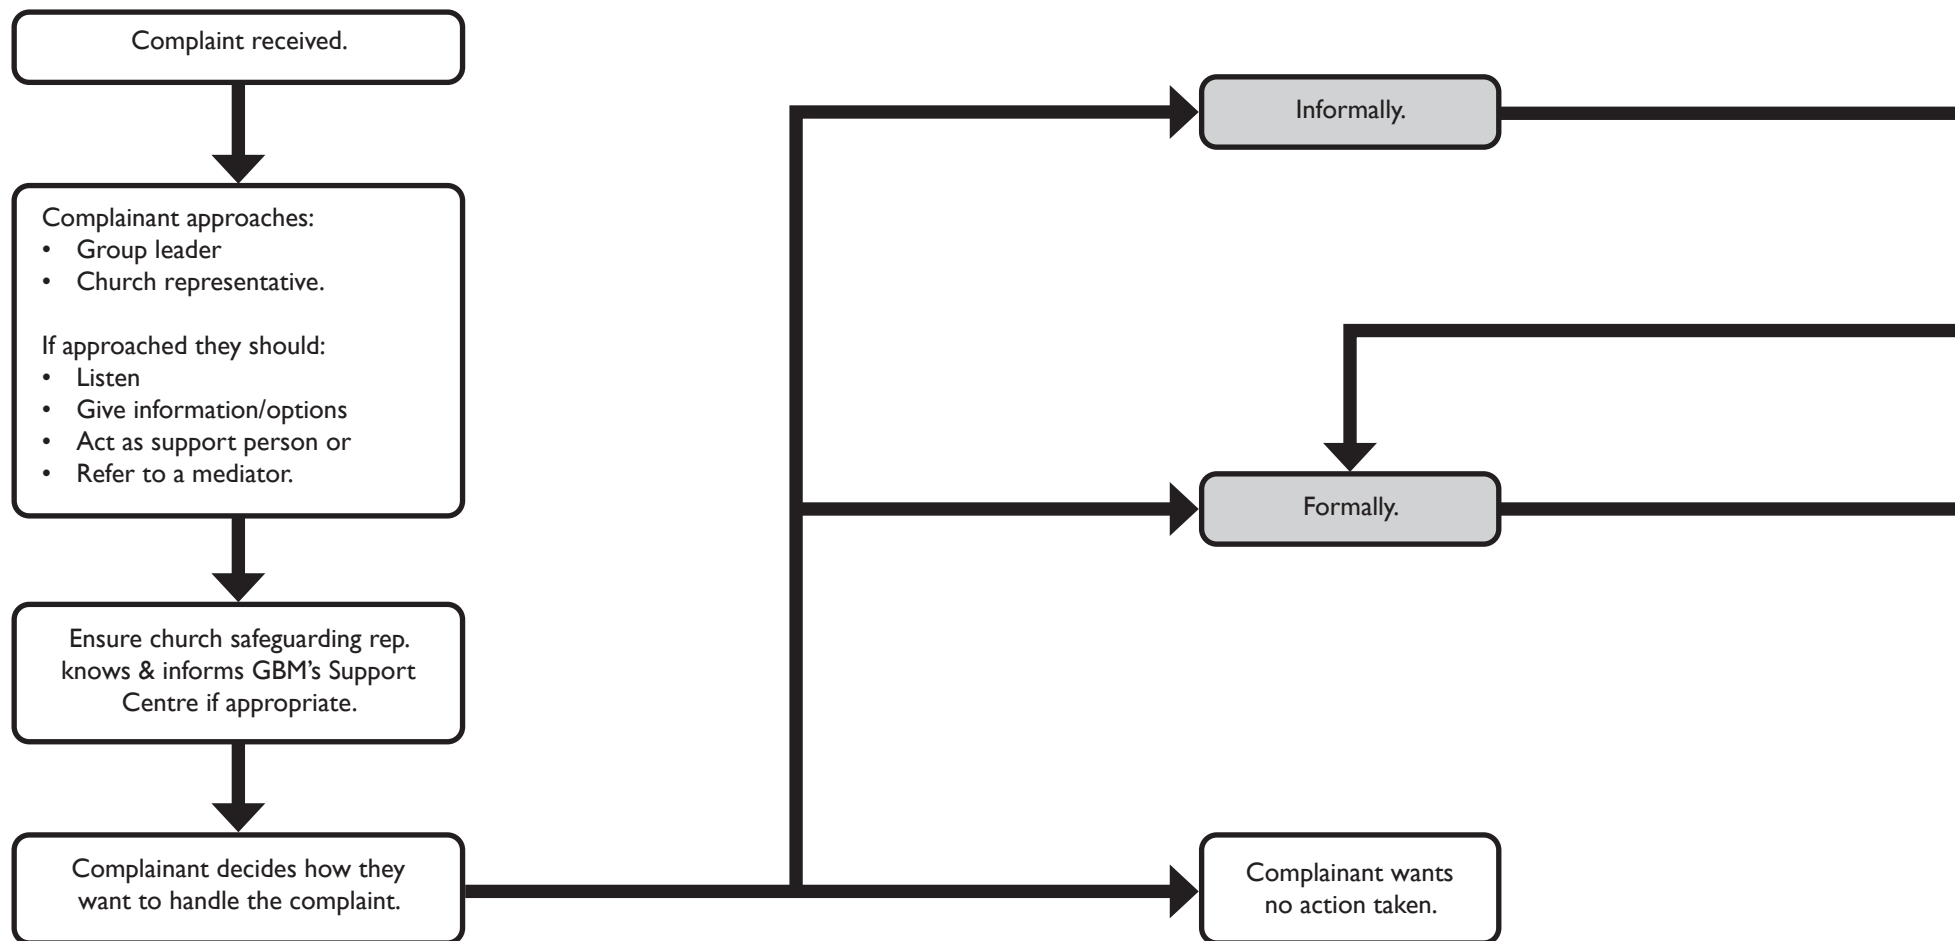 Complaint received.
Complainant approaches:
• Group leader
• Church representative.
If approached they should:
• Listen
• Give information/options
• Act as support person or
• Refer to a mediator.
Ensure church safeguarding rep.
knows & informs GBM’s Support
Centre if appropriate.
Complainant decides how they
want to handle the complaint.
Informally.
Formally.
Complainant wants
no action taken.